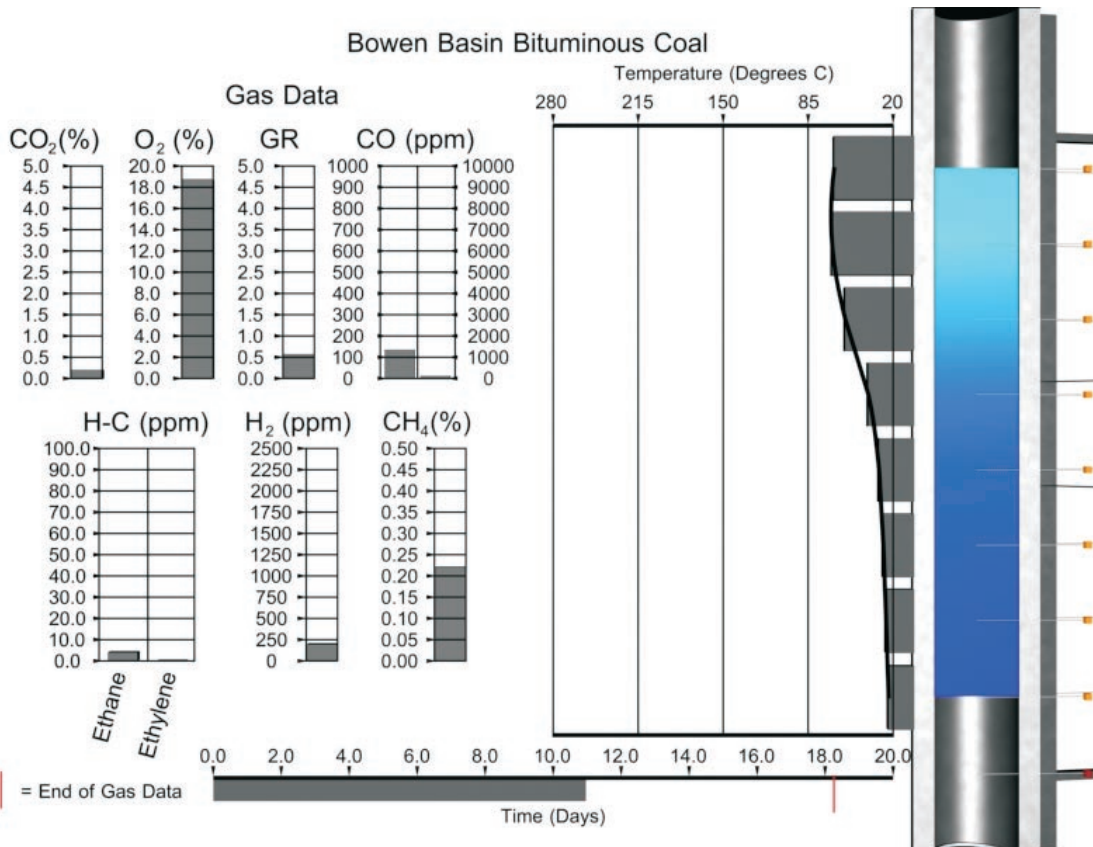 Bowen Basin Bituminous Coal
Temperature (Degrees C)
280 215 150 85 20
Gas Data
CO₂(%) O₂ (%) GR CO (ppm)
5.0 20.0 5.0 1000 10000
4.5 18.0 4.5 900 9000
4.0 16.0 4.0 800 8000
3.5 14.0 3.5 700 7000
3.0 12.0 3.0 600 6000
2.5 10.0 2.5 500 5000
2.0 8.0 2.0 400 4000
1.5 6.0 1.5 300 3000
1.0 4.0 1.0 200 2000
0.5 2.0 0.5 100 1000
0.0 0.0 0.0 0 0
H-C (ppm) H₂ (ppm) CH₄(%)
100.0 2500 0.50
90.0 2250 0.45
80.0 2000 0.40
70.0 1750 0.35
60.0 1500 0.30
50.0 1250 0.25
40.0 1000 0.20
30.0 750 0.15
20.0 500 0.10
10.0 250 0.05
0.0 0 0.00
Ethane
Ethylene
0.0 2.0 4.0 6.0 8.0 10.0 12.0 14.0 16.0 18.0 20.0
= End of Gas Data
Time (Days)